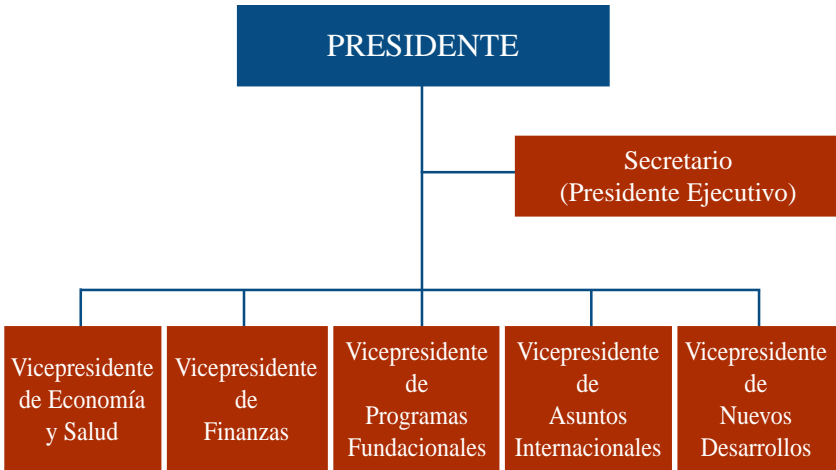 PRESIDENTE
Secretario
(Presidente Ejecutivo)
Vicepresidente
de Economía
y Salud
Vicepresidente
de
Finanzas
Vicepresidente
de
Programas
Fundacionales
Vicepresidente
de
Asuntos
Internacionales
Vicepresidente
de
Nuevos
Desarrollos